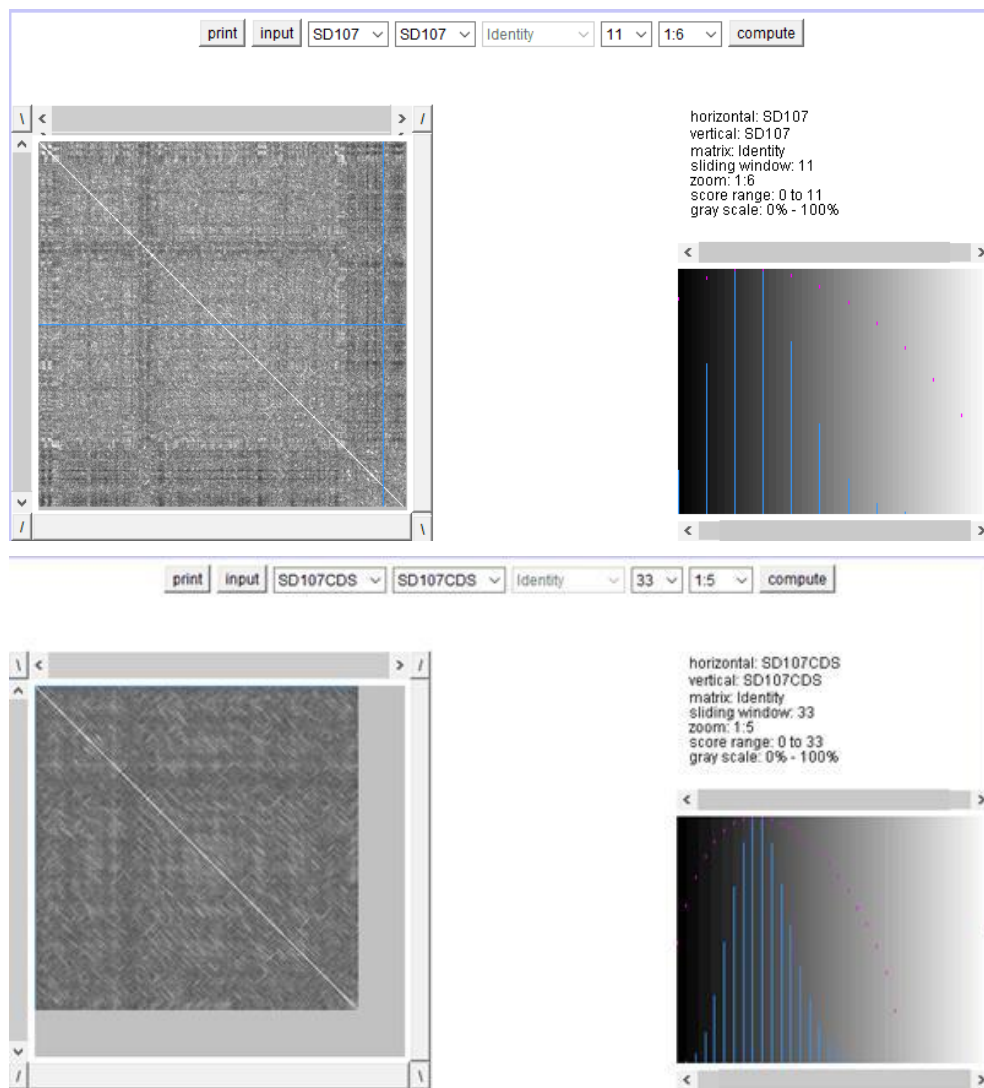 print input SD107 SD107 Identity 11 1:6 compute
\ < > /
horizontal: SD107
vertical: SD107
matrix: Identity
sliding window: 11
zoom: 1:6
score range: 0 to 11
gray scale: 0% - 100%
< >
/ \
< >
print input SD107CDS SD107CDS Identity 33 1:5 compute
\ < > /
horizontal: SD107CDS
vertical: SD107CDS
matrix: Identity
sliding window: 33
zoom: 1:5
score range: 0 to 33
gray scale: 0% - 100%
< >
/ \
< >